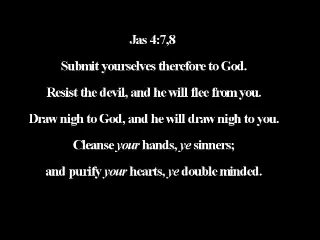 Jas 4:7,8
Submit yourselves therefore to God.
Resist the devil, and he will flee from you.
Draw nigh to God, and he will draw nigh to you.
Cleanse your hands, ye sinners;
and purify your hearts, ye double minded.